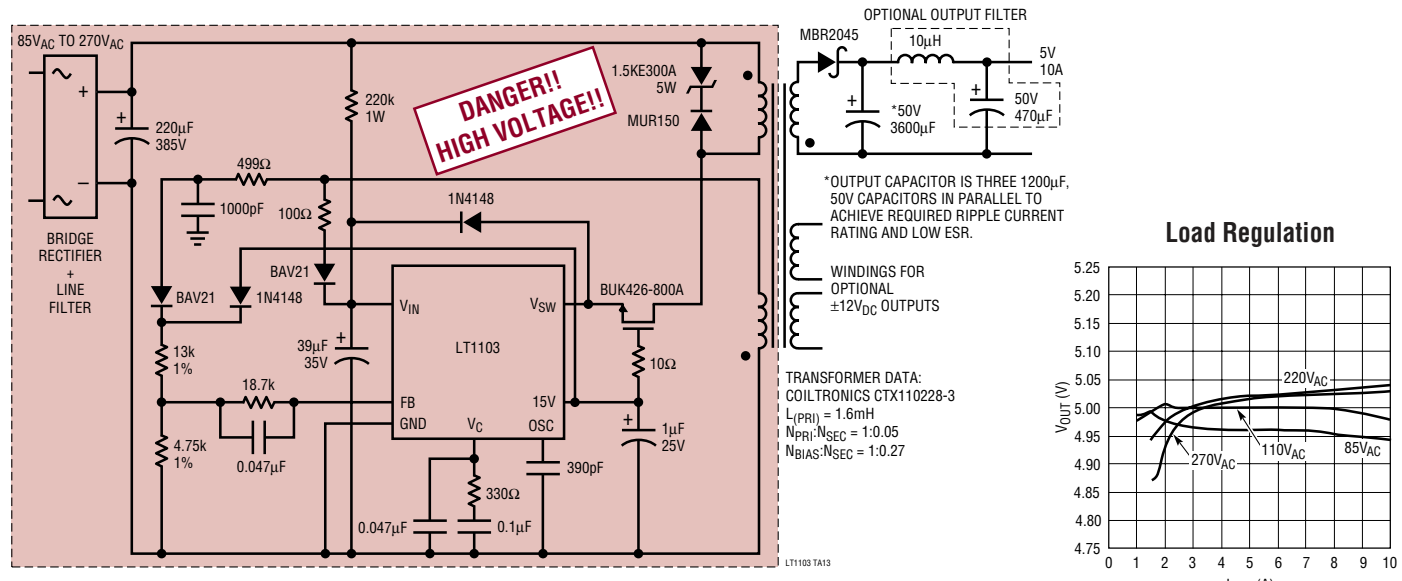 85VAC TO 270VAC
+
−
BRIDGE
RECTIFIER
+
LINE
FILTER
+
220µF
385V
220k
1W
DANGER!!
HIGH VOLTAGE!!
1.5KE300A
5W
MUR150
MBR2045
OPTIONAL OUTPUT FILTER
10µH
5V
10A
+
*50V
3600µF
+
50V
470µF
*OUTPUT CAPACITOR IS THREE 1200µF,
50V CAPACITORS IN PARALLEL TO
ACHIEVE REQUIRED RIPPLE CURRENT
RATING AND LOW ESR.
WINDINGS FOR
OPTIONAL
±12VDC OUTPUTS
499Ω
1000pF
100Ω
1N4148
BAV21
BAV21
1N4148
BUK426-800A
VIN
VSW
LT1103
FB
GND
VC
15V
OSC
+
39µF
35V
13k
1%
18.7k
0.047µF
4.75k
1%
10Ω
+
1µF
25V
390pF
330Ω
0.047µF
0.1µF
TRANSFORMER DATA:
COILTRONICS CTX110228-3
L(PRI) = 1.6mH
NPRI:NSEC = 1:0.05
NBIAS:NSEC = 1:0.27
LT1103 TA13
Load Regulation
VOUT (V)
5.25
5.20
5.15
5.10
5.05
5.00
4.95
4.90
4.85
4.80
4.75
220VAC
110VAC
85VAC
270VAC
0 1 2 3 4 5 6 7 8 9 10